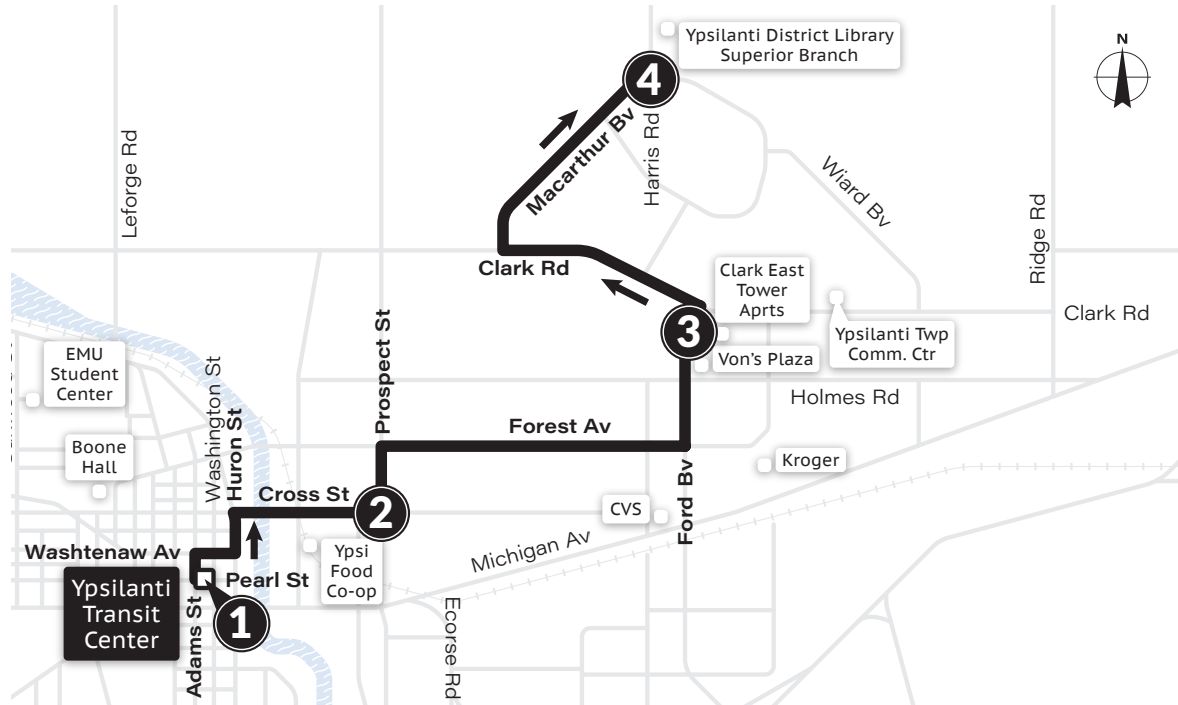 Ypsilanti District Library
Superior Branch
N
4
Macarthur Bv
Harris Rd
Leforge Rd
Wiard Bv
Ridge Rd
Clark Rd
Clark East
Tower
Aprts
3
Clark Rd
Ypsilanti Twp
Comm. Ctr
Von's Plaza
EMU
Student
Center
Washington St
Huron St
Prospect St
Holmes Rd
Forest Av
Boone
Hall
Kroger
Cross St
2
CVS
Ford Bv
Michigan Av
Washtenaw Av
Ypsi
Food
Co-op
Pearl St
Ypsilanti
Transit
Center
1
Adams St
Ecorse Rd